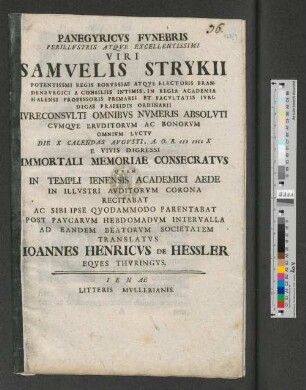 36.
PANEGYRICVS FVNEBRIS
PERILLVSTRIS ATQVE EXCELLENTISSIMI
VIRI
SAMVELIS STRYKII
POTENTISSIMI REGIS BORVSSIAE ATQVE ELECTORIS BRAN-
DENBVRGICI A CONSILIIS INTIMIS, IN REGIA ACADEMIA
HALENSI PROFESSORIS PRIMARII ET FACVLTATIS IVRI-
DICAE PRAESIDIS ORDINARII
IVRECONSVLTI OMNIBVS NVMERIS ABSOLVTI
CVMQVE ERVDITORVM AC BONORVM
OMNIVM LVCTV
DIE X CALENDAS AVGVSTI, A. O. R.
E VIVIS DIGRESSI
IMMORTALI MEMORIAE CONSECRATVS
QVEM
IN TEMPLI IENENSIS ACADEMICI AEDE
IN ILLVSTRI AVDITORVM CORONA
RECITABAT
AC SIBI IPSE QVODAMMODO PARENTABAT
POST PAVCARVM HEBDOMADVM INTERVALLA
AD EANDEM BEATORVM SOCIETATEM
TRANSLATVS
IOANNES HENRICVS DE HESSLER
EQVES THVRINGVS.
IENAE
LITTERIS MVLLERIANIS.